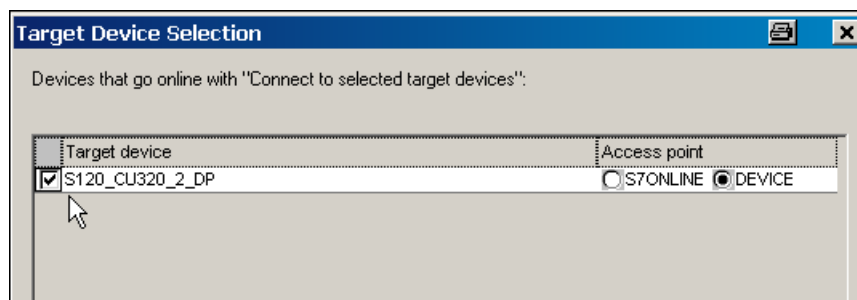 Target Device Selection
Devices that go online with "Connect to selected target devices":
Target device Access point
S120_CU320_2_DP S7ONLINE DEVICE